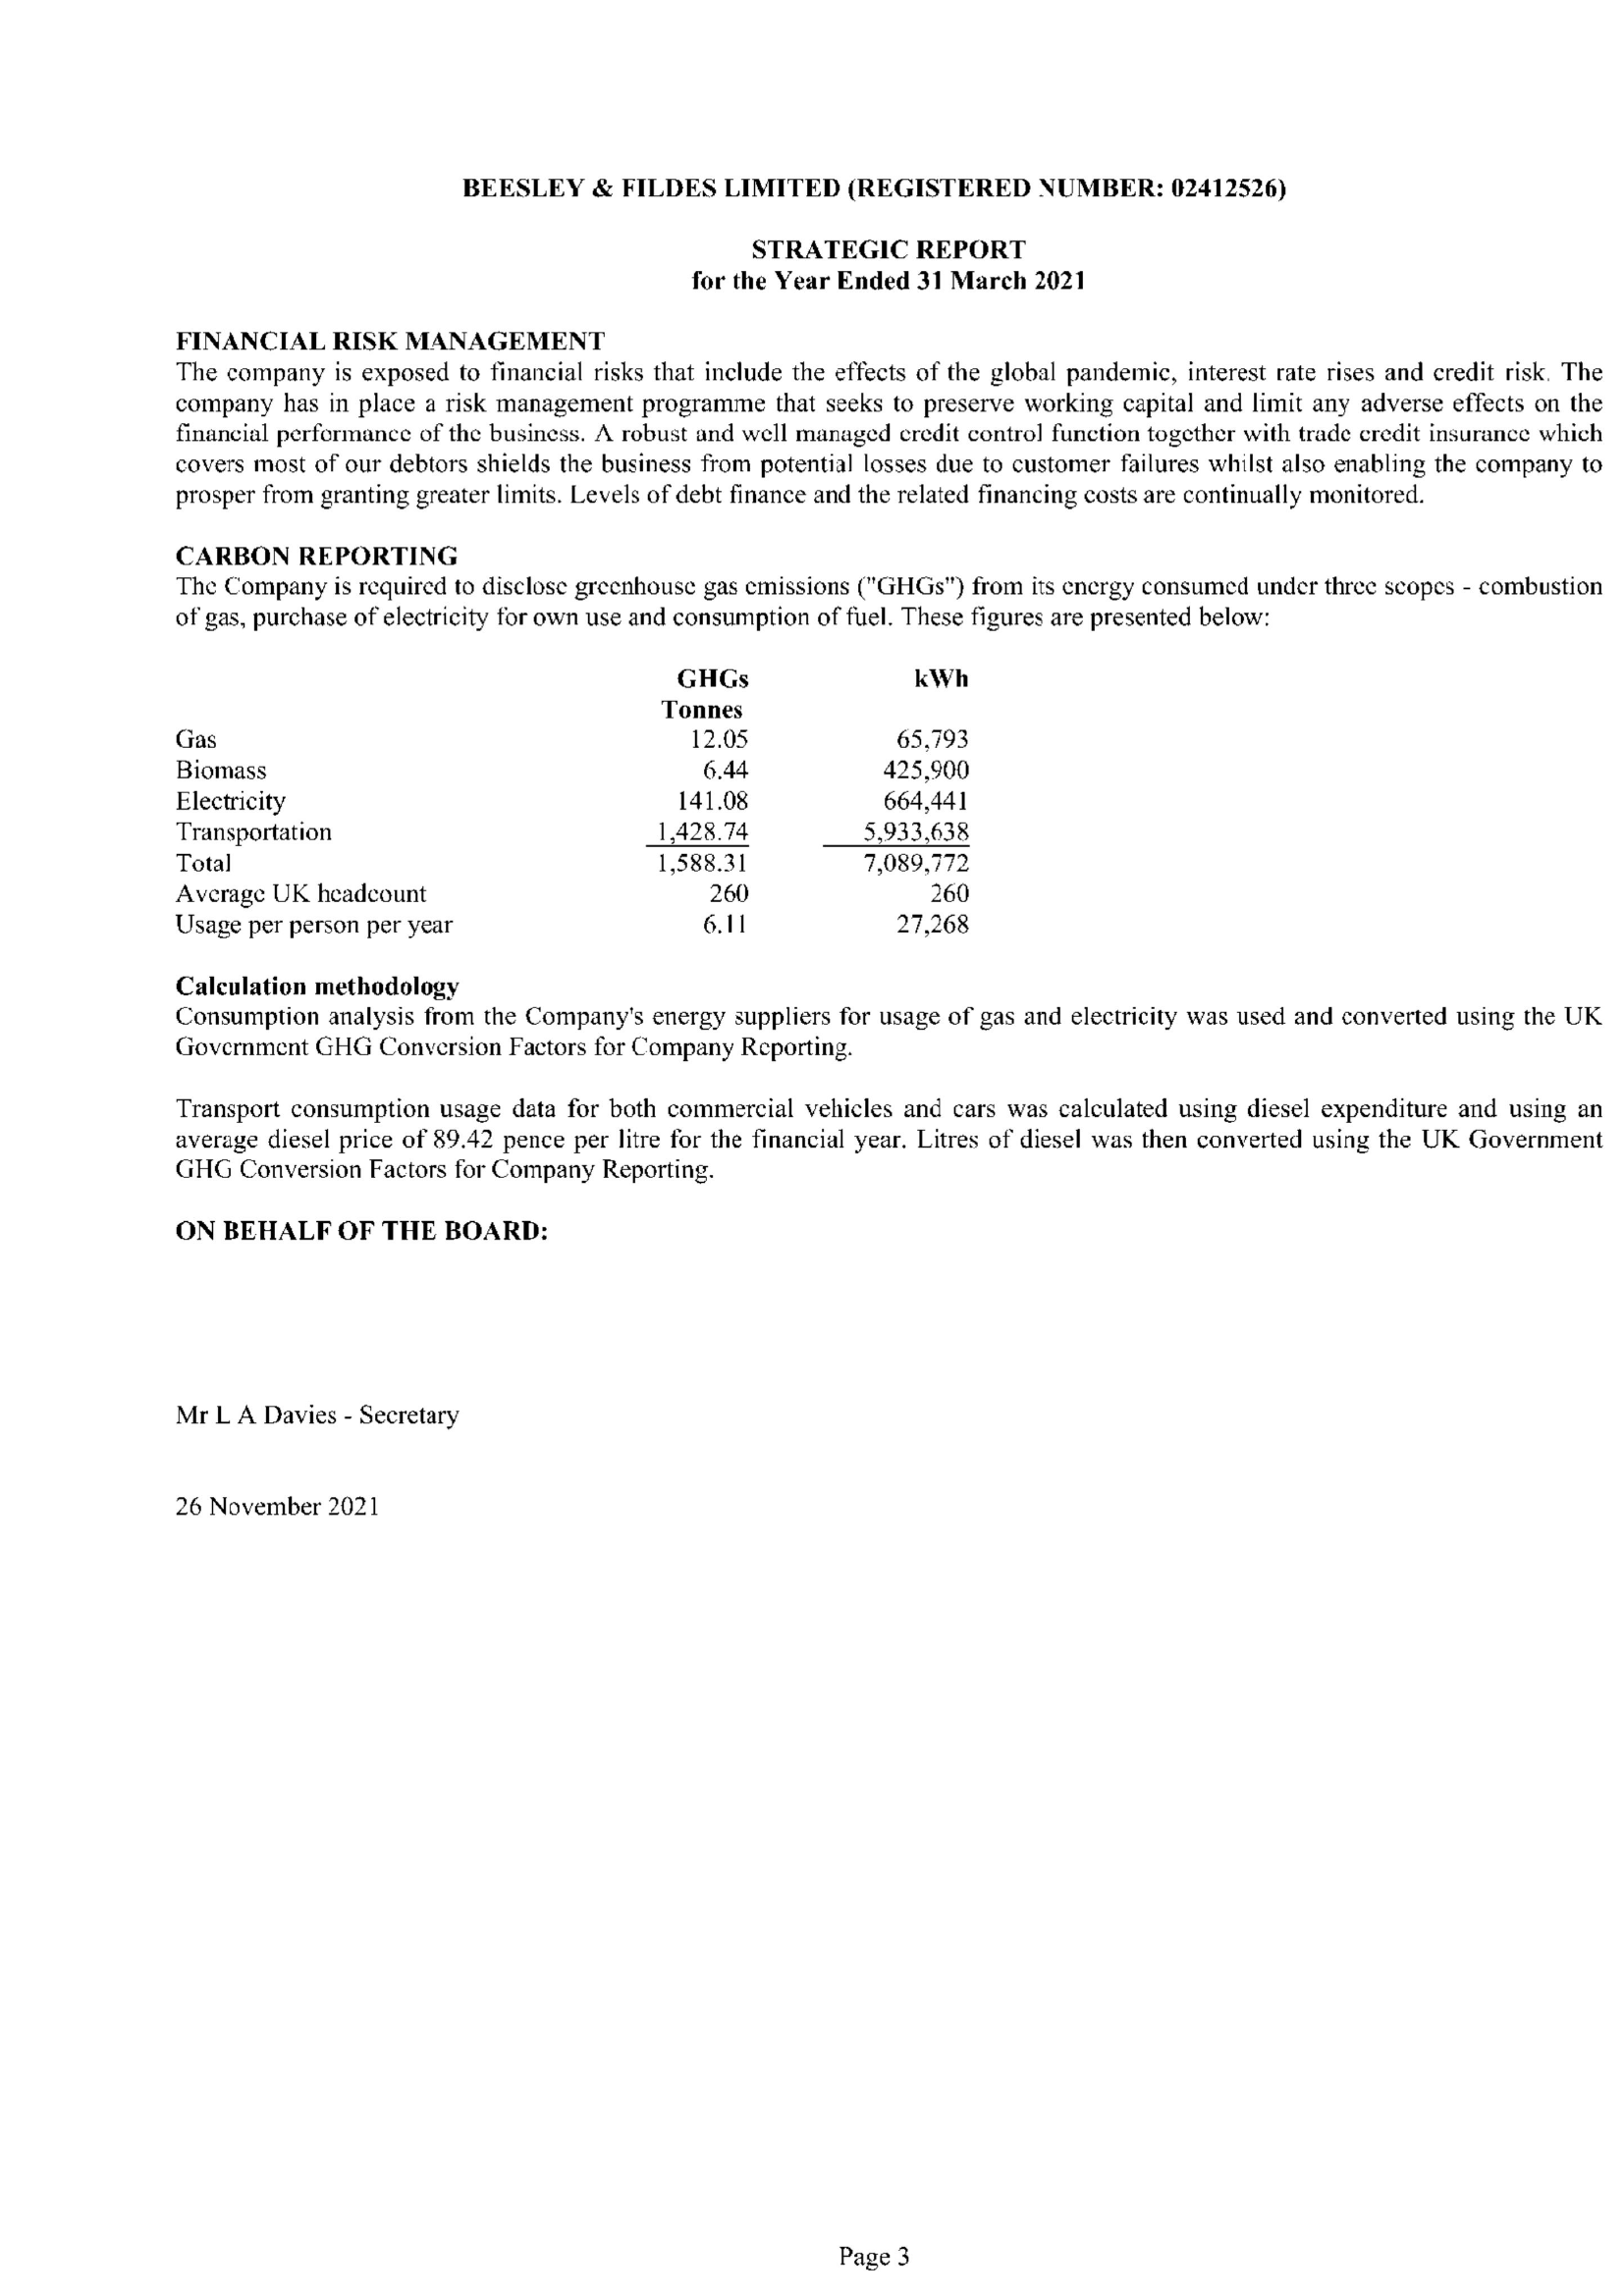 BEESLEY & FILDES LIMITED (REGISTERED NUMBER: 02412526)
STRATEGIC REPORT
for the Year Ended 31 March 2021
FINANCIAL RISK MANAGEMENT
The company is exposed to financial risks that include the effects of the global pandemic, interest rate rises and credit risk. The
company has in place a risk management programme that seeks to preserve working capital and limit any adverse effects on the
financial performance of the business. A robust and well managed credit control function together with trade credit insurance which
covers most of our debtors shields the business from potential losses due to customer failures whilst also enabling the company to
prosper from granting greater limits. Levels of debt finance and the related financing costs are continually monitored.
CARBON REPORTING
The Company is required to disclose greenhouse gas emissions ("GHGs") from its energy consumed under three scopes - combustion
of gas, purchase of electricity for own use and consumption of fuel. These figures are presented below:
GHGs kWh
Tonnes
Gas 12.05 65,793
Biomass 6.44 425,900
Electricity 141.08 664,441
Transportation 1,428.74 5,933,638
Total 1,588.31 7,089,772
Average UK headcount 260 260
Usage per person per year 6.11 27,268
Calculation methodology
Consumption analysis from the Company's energy suppliers for usage of gas and electricity was used and converted using the UK
Government GHG Conversion Factors for Company Reporting.
Transport consumption usage data for both commercial vehicles and cars was calculated using diesel expenditure and using an
average diesel price of 89.42 pence per litre for the financial year. Litres of diesel was then converted using the UK Government
GHG Conversion Factors for Company Reporting.
ON BEHALF OF THE BOARD:
Mr L A Davies - Secretary
26 November 2021
Page 3